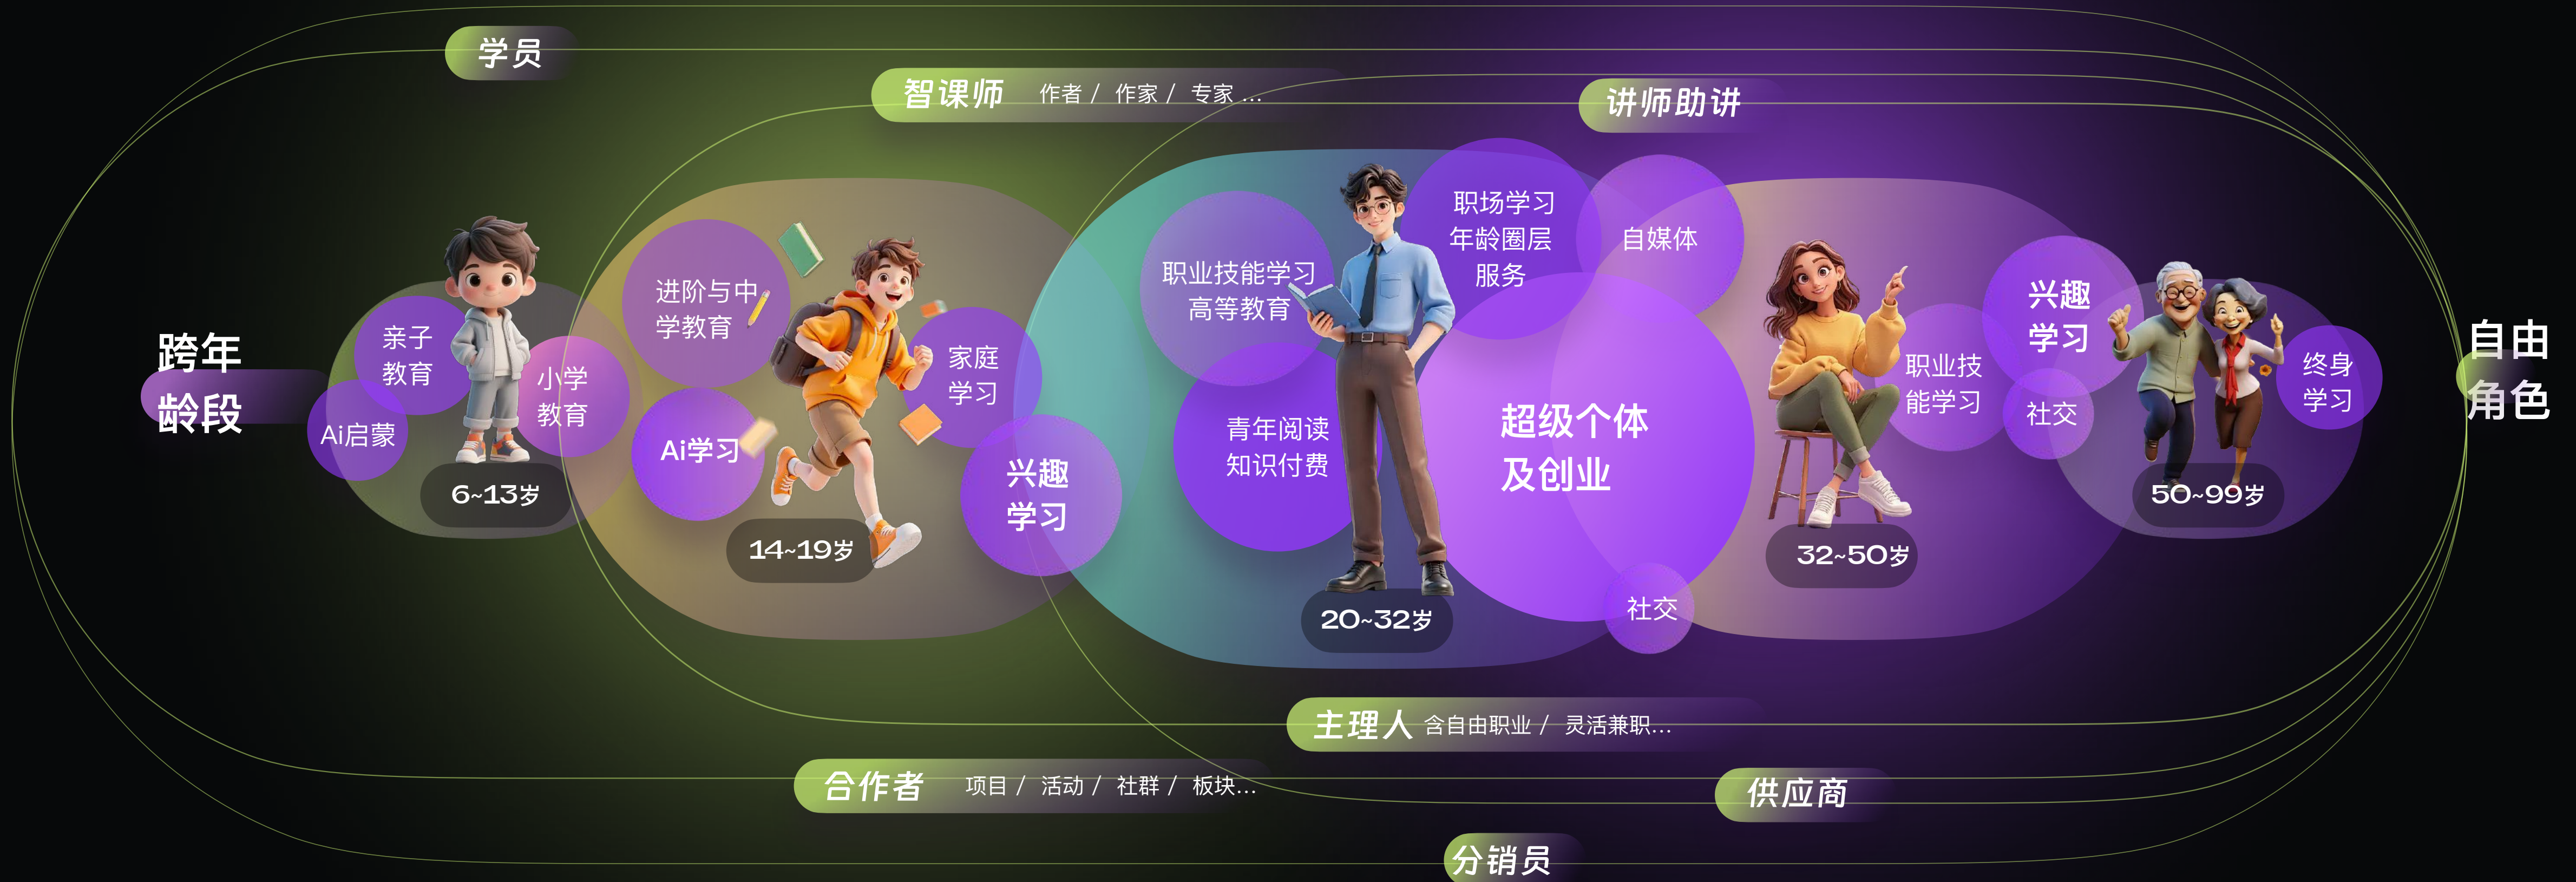 学员
智课师 作者 / 作家 / 专家 ...
讲师助讲
跨年
龄段
亲子
教育
Ai启蒙
小学
教育
6~13岁
进阶与中
学教育
Ai学习
家庭
学习
兴趣
学习
14~19岁
职业技能学习
高等教育
青年阅读
知识付费
职场学习
年龄圈层
服务
自媒体
超级个体
及创业
社交
20~32岁
职业技
能学习
兴趣
学习
社交
32~50岁
终身
学习
50~99岁
自由
角色
主理人 含自由职业 / 灵活兼职...
合作者 项目 / 活动 / 社群 / 板块...
供应商
分销员